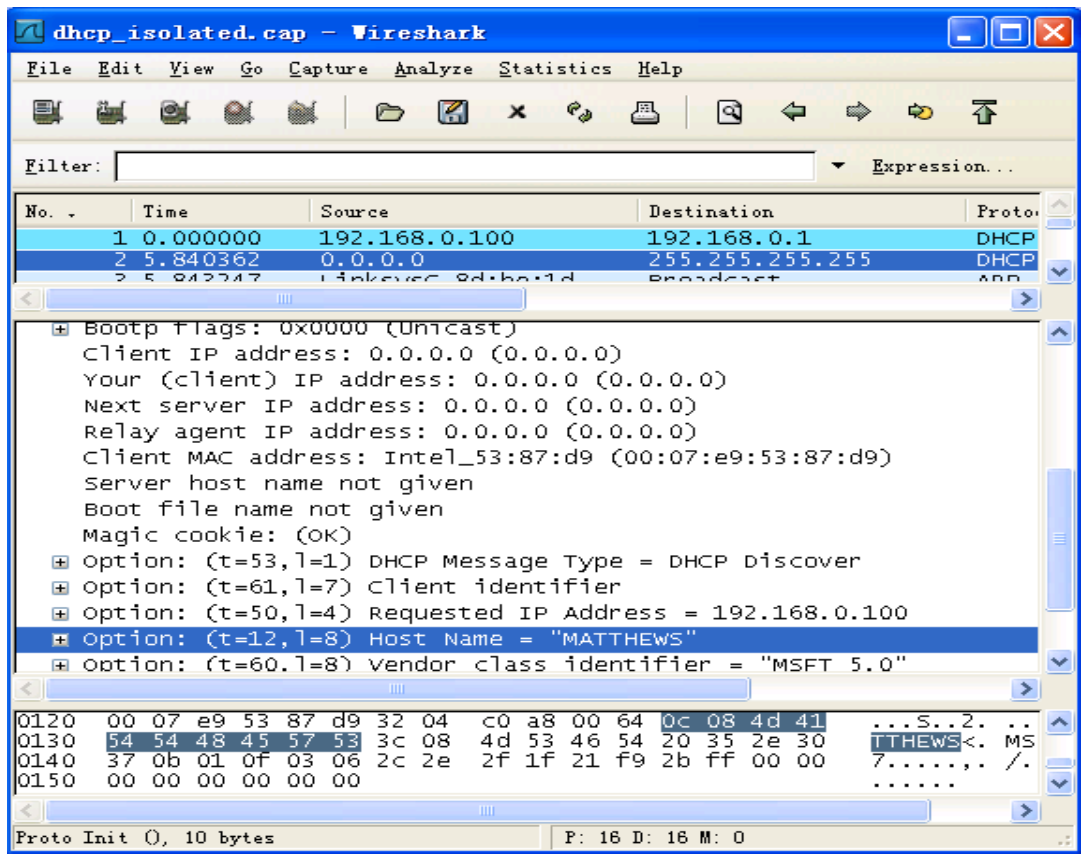 dhcp_isolated.cap - Wireshark
File Edit View Go Capture Analyze Statistics Help
Filter: Expression...
No. . Time Source Destination Proto
1 0.000000 192.168.0.100 192.168.0.1 DHCP
2 5.840362 0.0.0.0 255.255.255.255 DHCP
Bootp flags: 0x0000 (Unicast)
Client IP address: 0.0.0.0 (0.0.0.0)
Your (client) IP address: 0.0.0.0 (0.0.0.0)
Next server IP address: 0.0.0.0 (0.0.0.0)
Relay agent IP address: 0.0.0.0 (0.0.0.0)
Client MAC address: Intel_53:87:d9 (00:07:e9:53:87:d9)
Server host name not given
Boot file name not given
Magic cookie: (OK)
Option: (t=53,l=1) DHCP Message Type = DHCP Discover
Option: (t=61,l=7) Client identifier
Option: (t=50,l=4) Requested IP Address = 192.168.0.100
Option: (t=12,l=8) Host Name = "MATTHEWS"
Option: (t=60,l=8) Vendor class identifier = "MSFT 5.0"
0120 00 07 e9 53 87 d9 32 04 c0 a8 00 64 0c 08 4d 41 ...S..2. ..
0130 54 54 48 45 57 53 3c 08 4d 53 46 54 20 35 2e 30 TTHEWS<. MS
0140 37 0b 01 0f 03 06 2c 2e 2f 1f 21 f9 2b ff 00 00 7.....,. /.
0150 00 00 00 00 00 00 ......
Proto Init (), 10 bytes P: 16 D: 16 M: 0